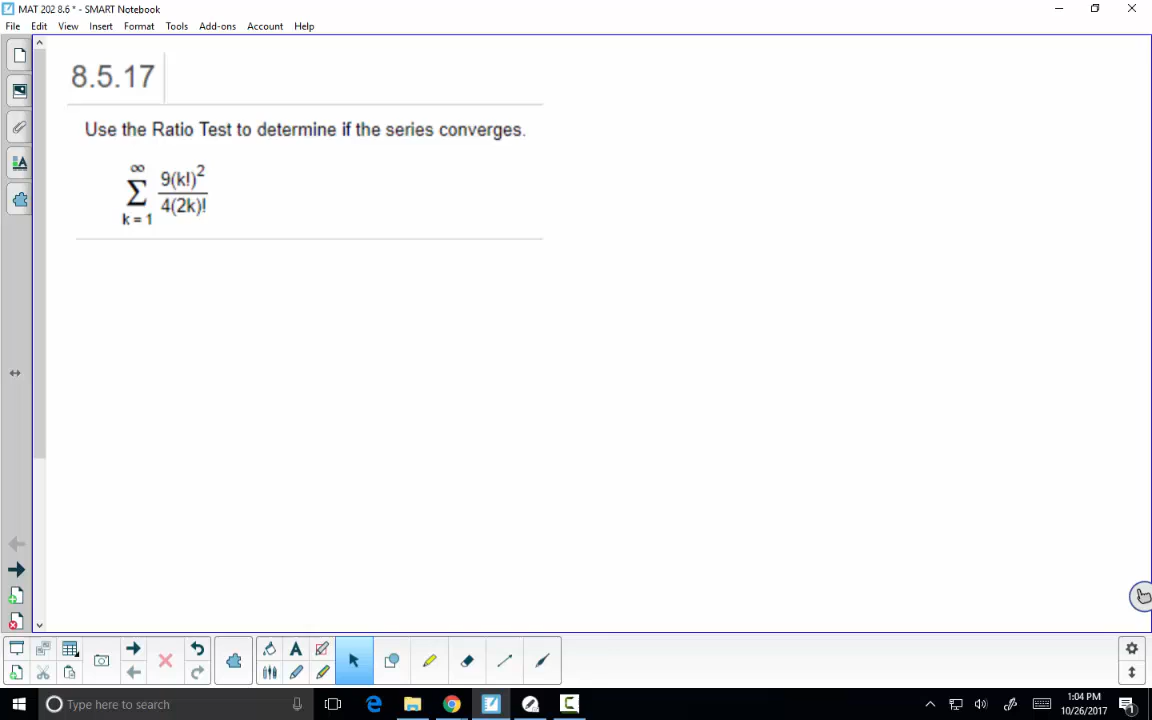 MAT 202 8.6 * - SMART Notebook
File Edit View Insert Format Tools Add-ons Account Help
8.5.17
Use the Ratio Test to determine if the series converges.
∞
Σ
k = 1
9(k!)²
4(2k)!
A
A
Type here to search
1:04 PM
10/26/2017
1